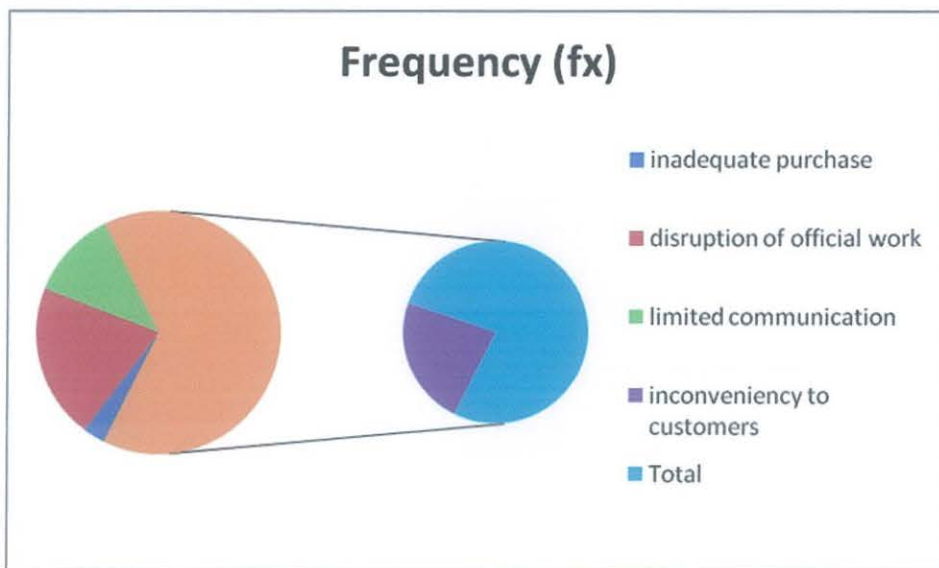 Frequency (fx)
inadequate purchase
disruption of official work
limited communication
inconveniency to
customers
Total